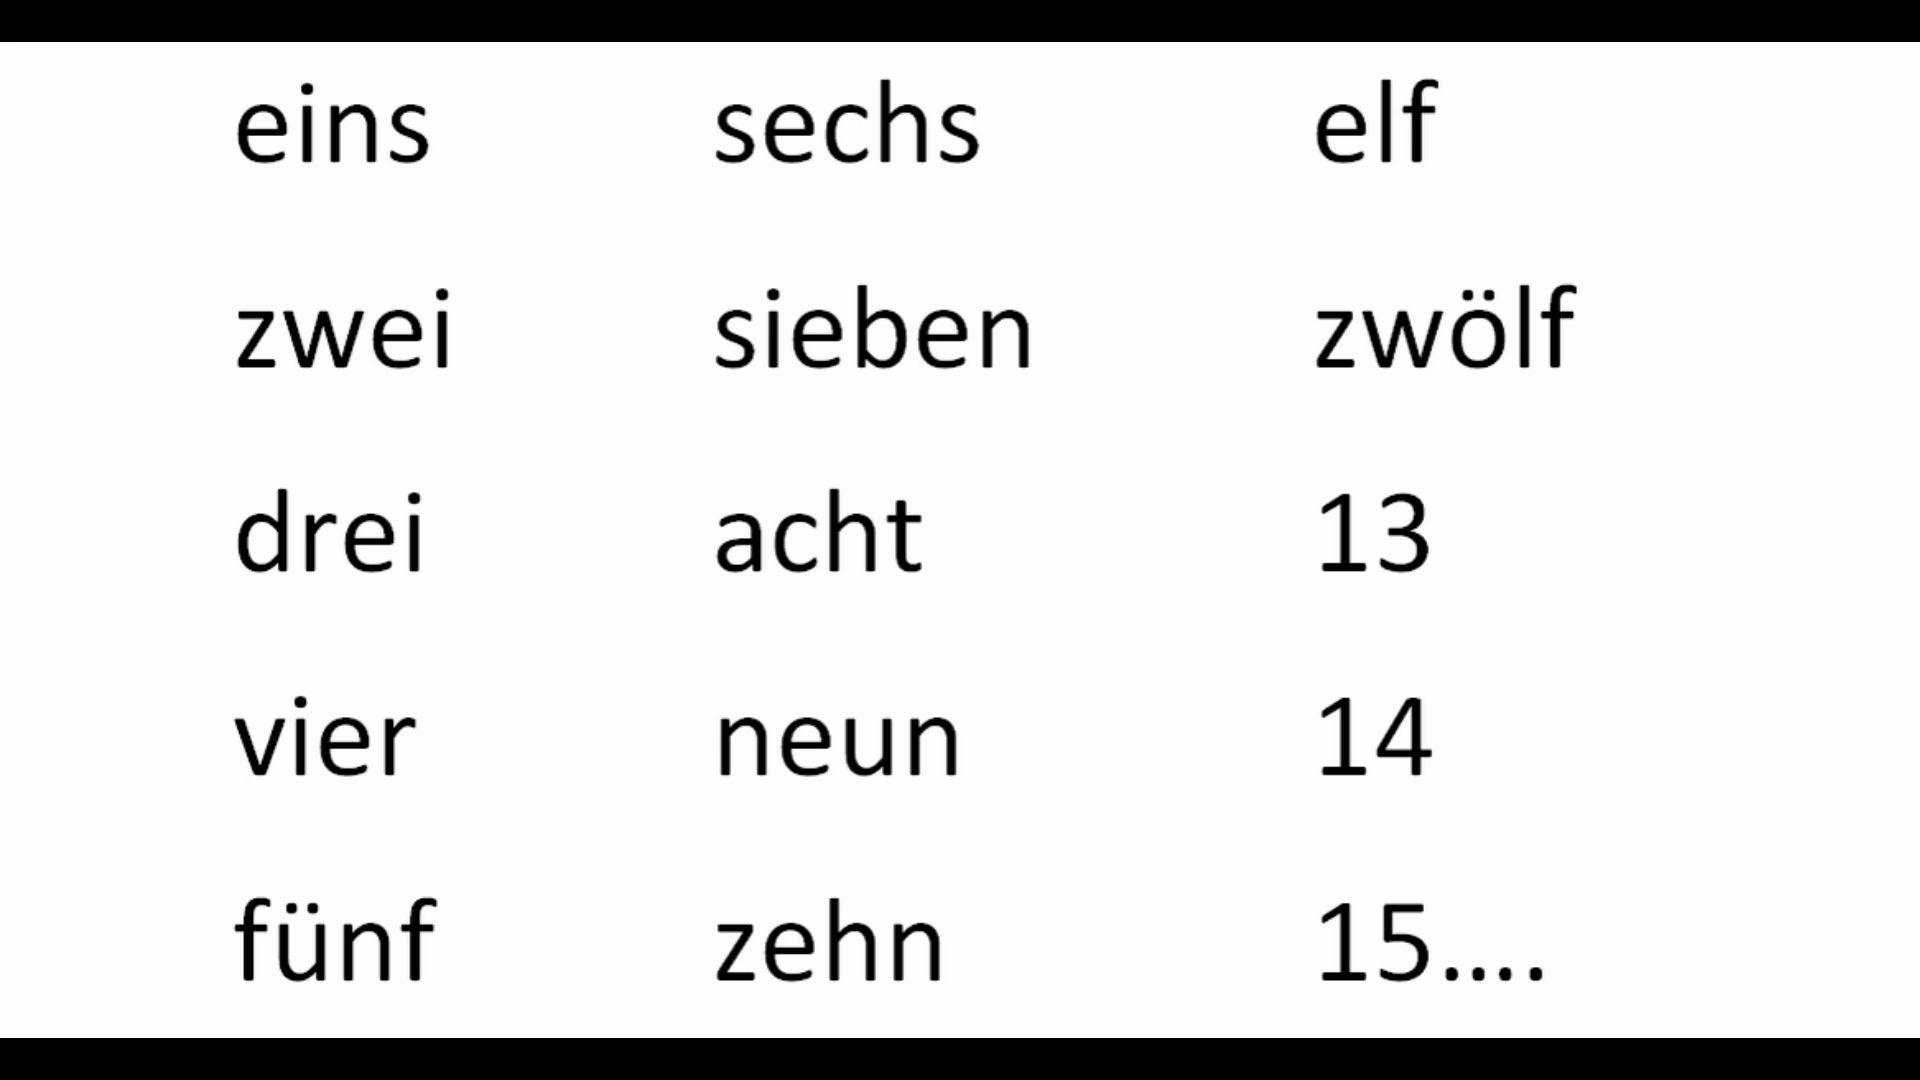 eins sechs elf
zwei sieben zwölf
drei acht 13
vier neun 14
fünf zehn 15....